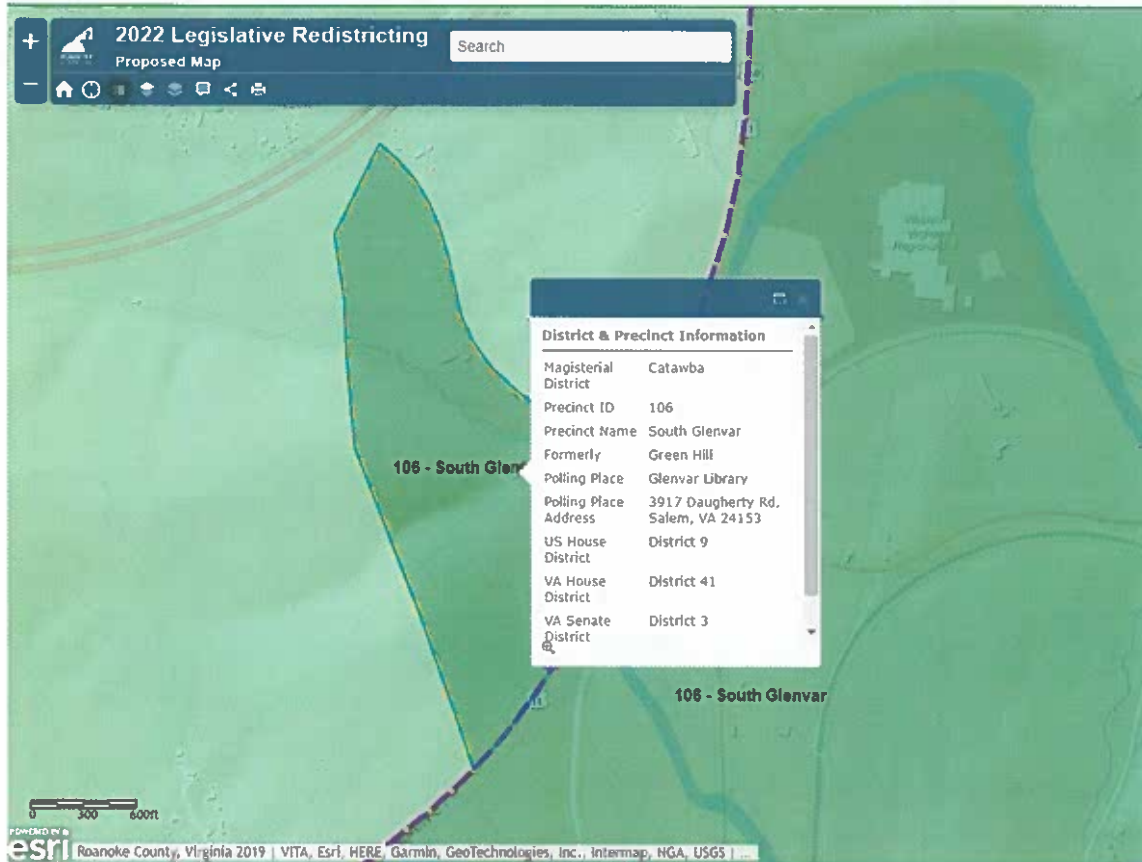 2022 Legislative Redistricting
Proposed Map
Search
District & Precinct Information
Magisterial District Catawba
Precinct ID 106
Precinct Name South Glenvar
Formerly Green Hill
Polling Place Glenvar Library
Polling Place Address 3917 Daugherty Rd, Salem, VA 24153
US House District District 9
VA House District District 41
VA Senate District District 3
106 - South Glen
106 - South Glenvar
0 300 600ft
POWERED BY
esri
Roanoke County, Virginia 2019 | VITA, Esri, HERE, Garmin, GeoTechnologies, Inc., Intermap, NGA, USGS | ...